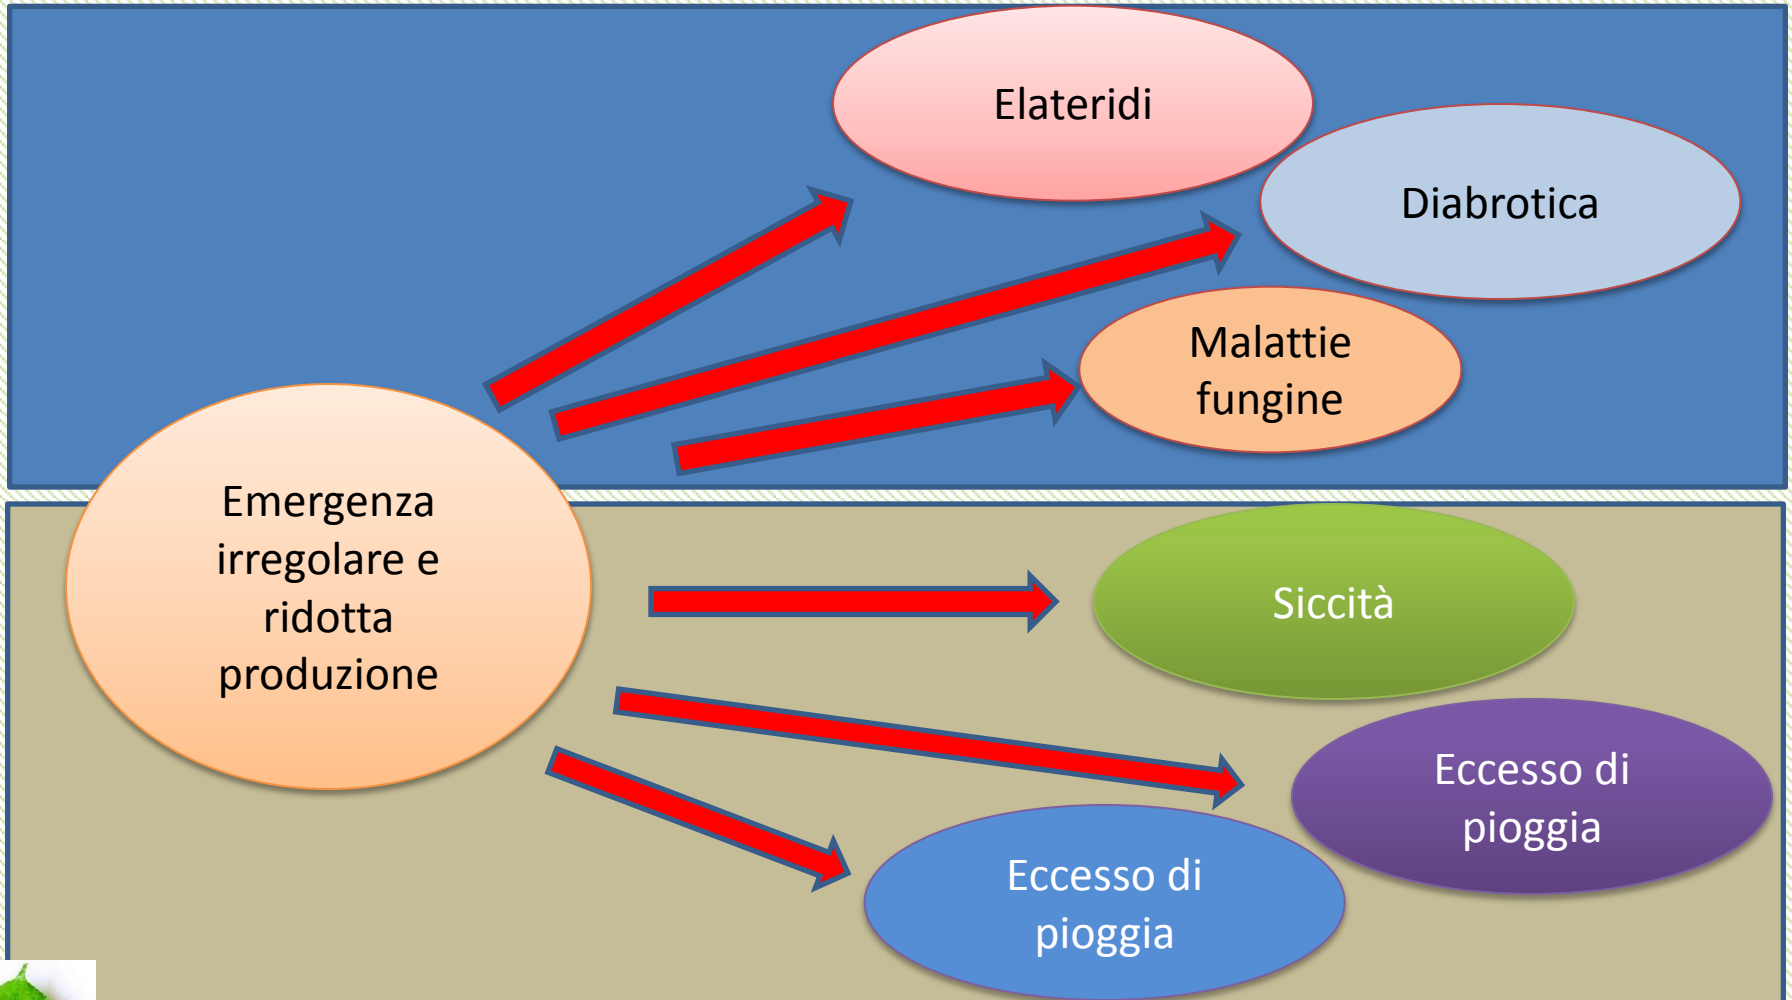 Elateridi
Diabrotica
Malattie
fungine
Emergenza
irregolare e
ridotta
produzione
Siccità
Eccesso di
pioggia
Eccesso di
pioggia